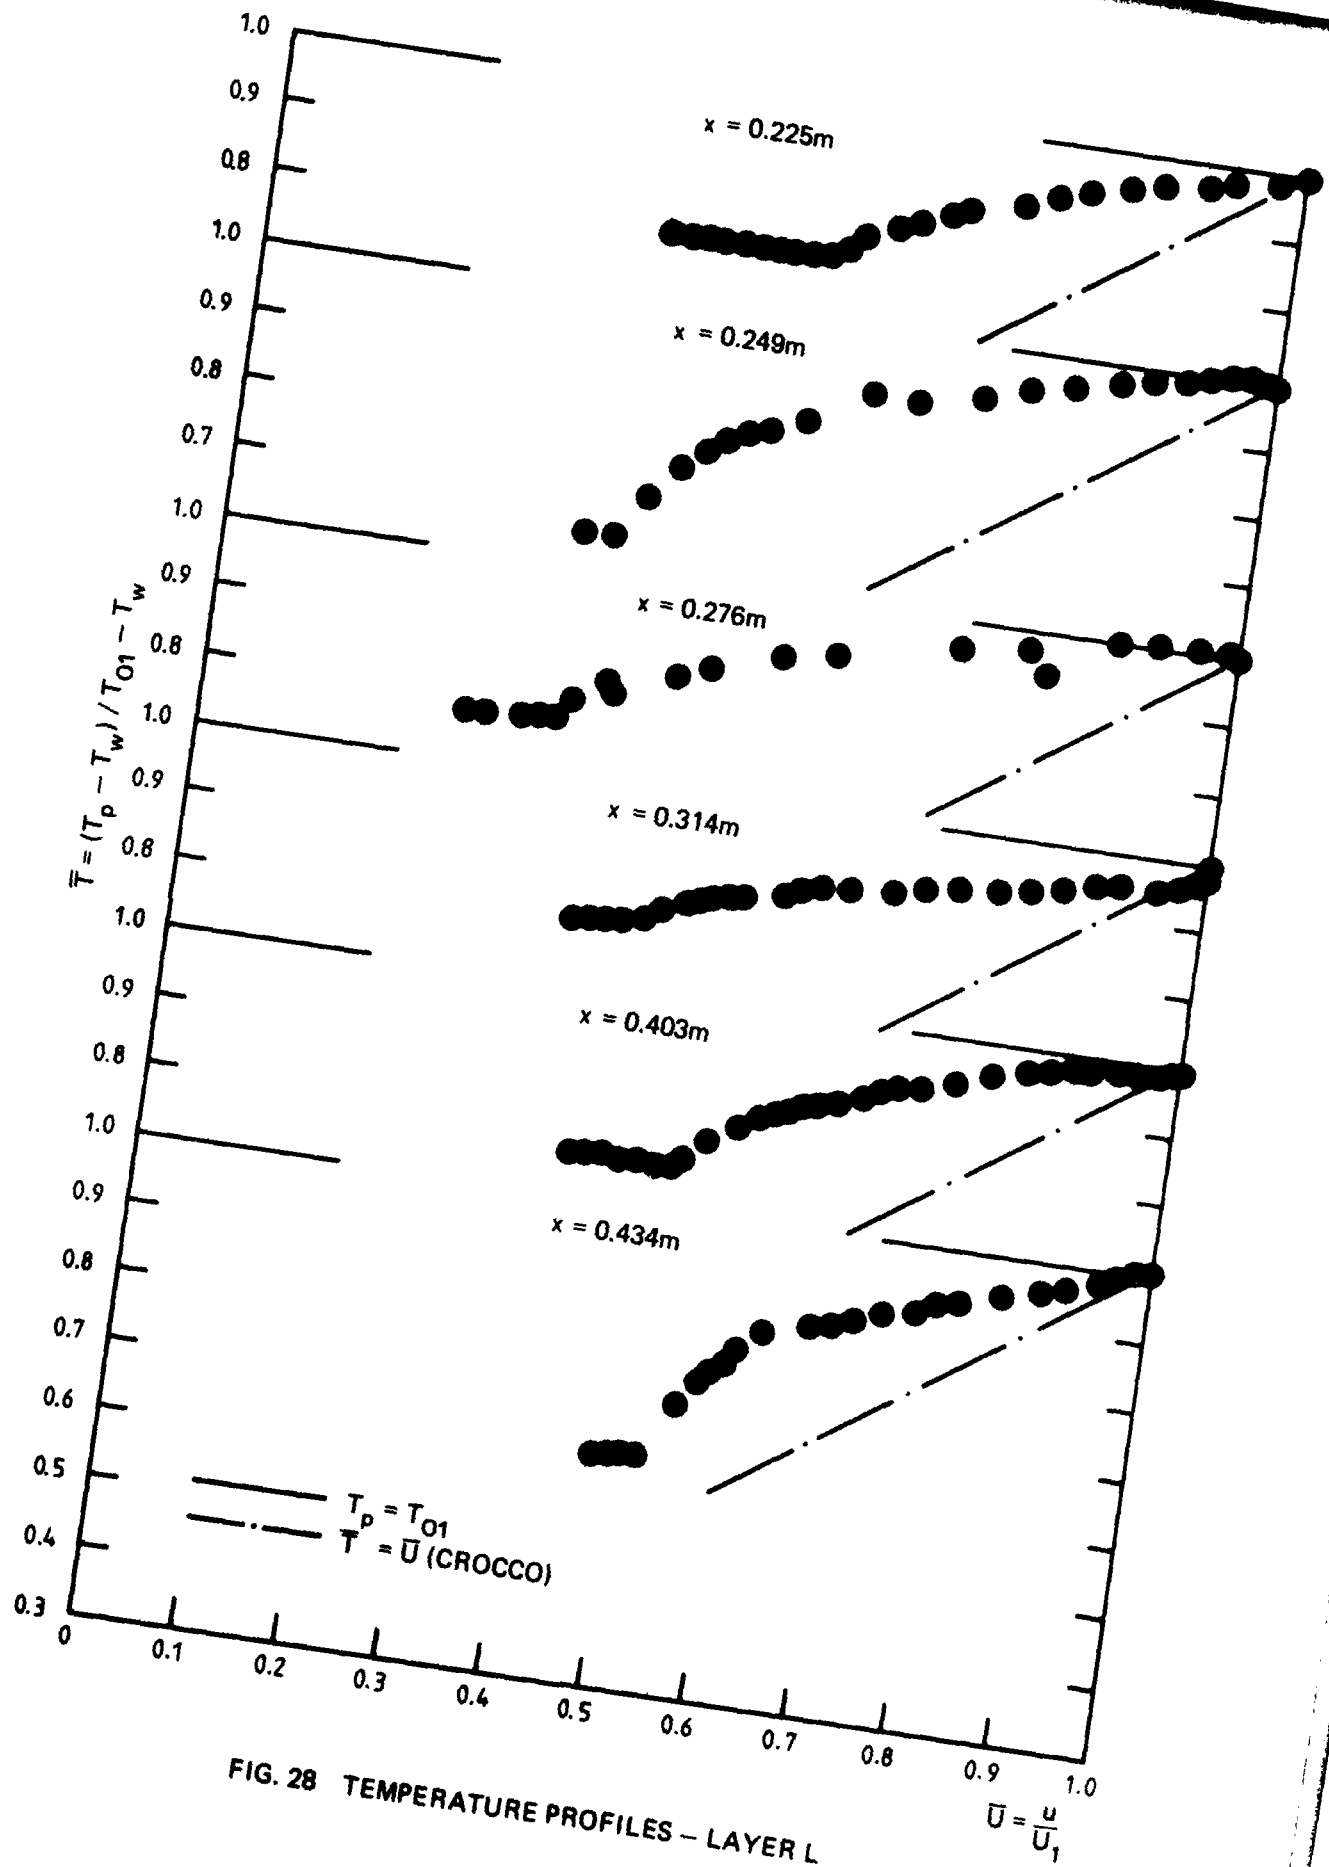 1.0
0.9
0.8
1.0
0.9
0.8
0.7
1.0
0.9
0.8
1.0
0.9
0.8
1.0
0.9
0.8
1.0
0.9
0.8
0.7
0.6
0.5
0.4
0.3
T̅ = (Tp − Tw) / T01 − Tw
x = 0.225m
x = 0.249m
x = 0.276m
x = 0.314m
x = 0.403m
x = 0.434m
Tp = T01
T̅ = U̅ (CROCCO)
0 0.1 0.2 0.3 0.4 0.5 0.6 0.7 0.8 0.9 1.0
U̅ = u/U1
FIG. 28 TEMPERATURE PROFILES – LAYER L